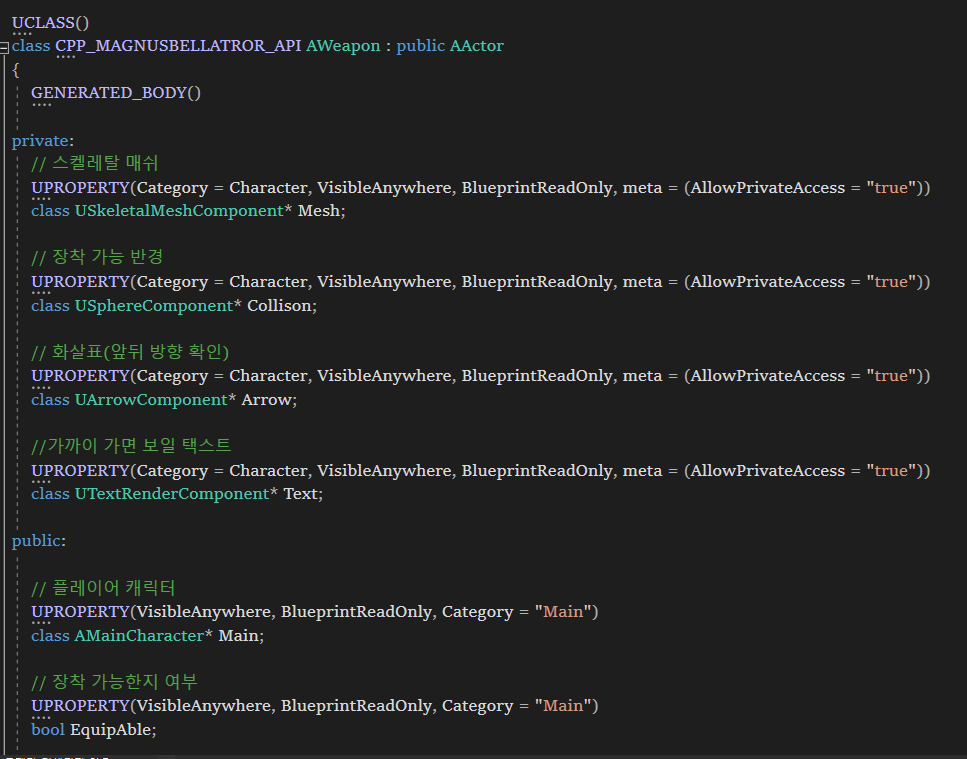 UCLASS()
class CPP_MAGNUSBELLATROR_API AWeapon : public AActor
{
GENERATED_BODY()
private:
// 스켈레탈 매쉬
UPROPERTY(Category = Character, VisibleAnywhere, BlueprintReadOnly, meta = (AllowPrivateAccess = "true"))
class USkeletalMeshComponent* Mesh;
// 장착 가능 반경
UPROPERTY(Category = Character, VisibleAnywhere, BlueprintReadOnly, meta = (AllowPrivateAccess = "true"))
class USphereComponent* Collison;
// 화살표(앞뒤 방향 확인)
UPROPERTY(Category = Character, VisibleAnywhere, BlueprintReadOnly, meta = (AllowPrivateAccess = "true"))
class UArrowComponent* Arrow;
//가까이 가면 보일 택스트
UPROPERTY(Category = Character, VisibleAnywhere, BlueprintReadOnly, meta = (AllowPrivateAccess = "true"))
class UTextRenderComponent* Text;
public:
// 플레이어 캐릭터
UPROPERTY(VisibleAnywhere, BlueprintReadOnly, Category = "Main")
class AMainCharacter* Main;
// 장착 가능한지 여부
UPROPERTY(VisibleAnywhere, BlueprintReadOnly, Category = "Main")
bool EquipAble;